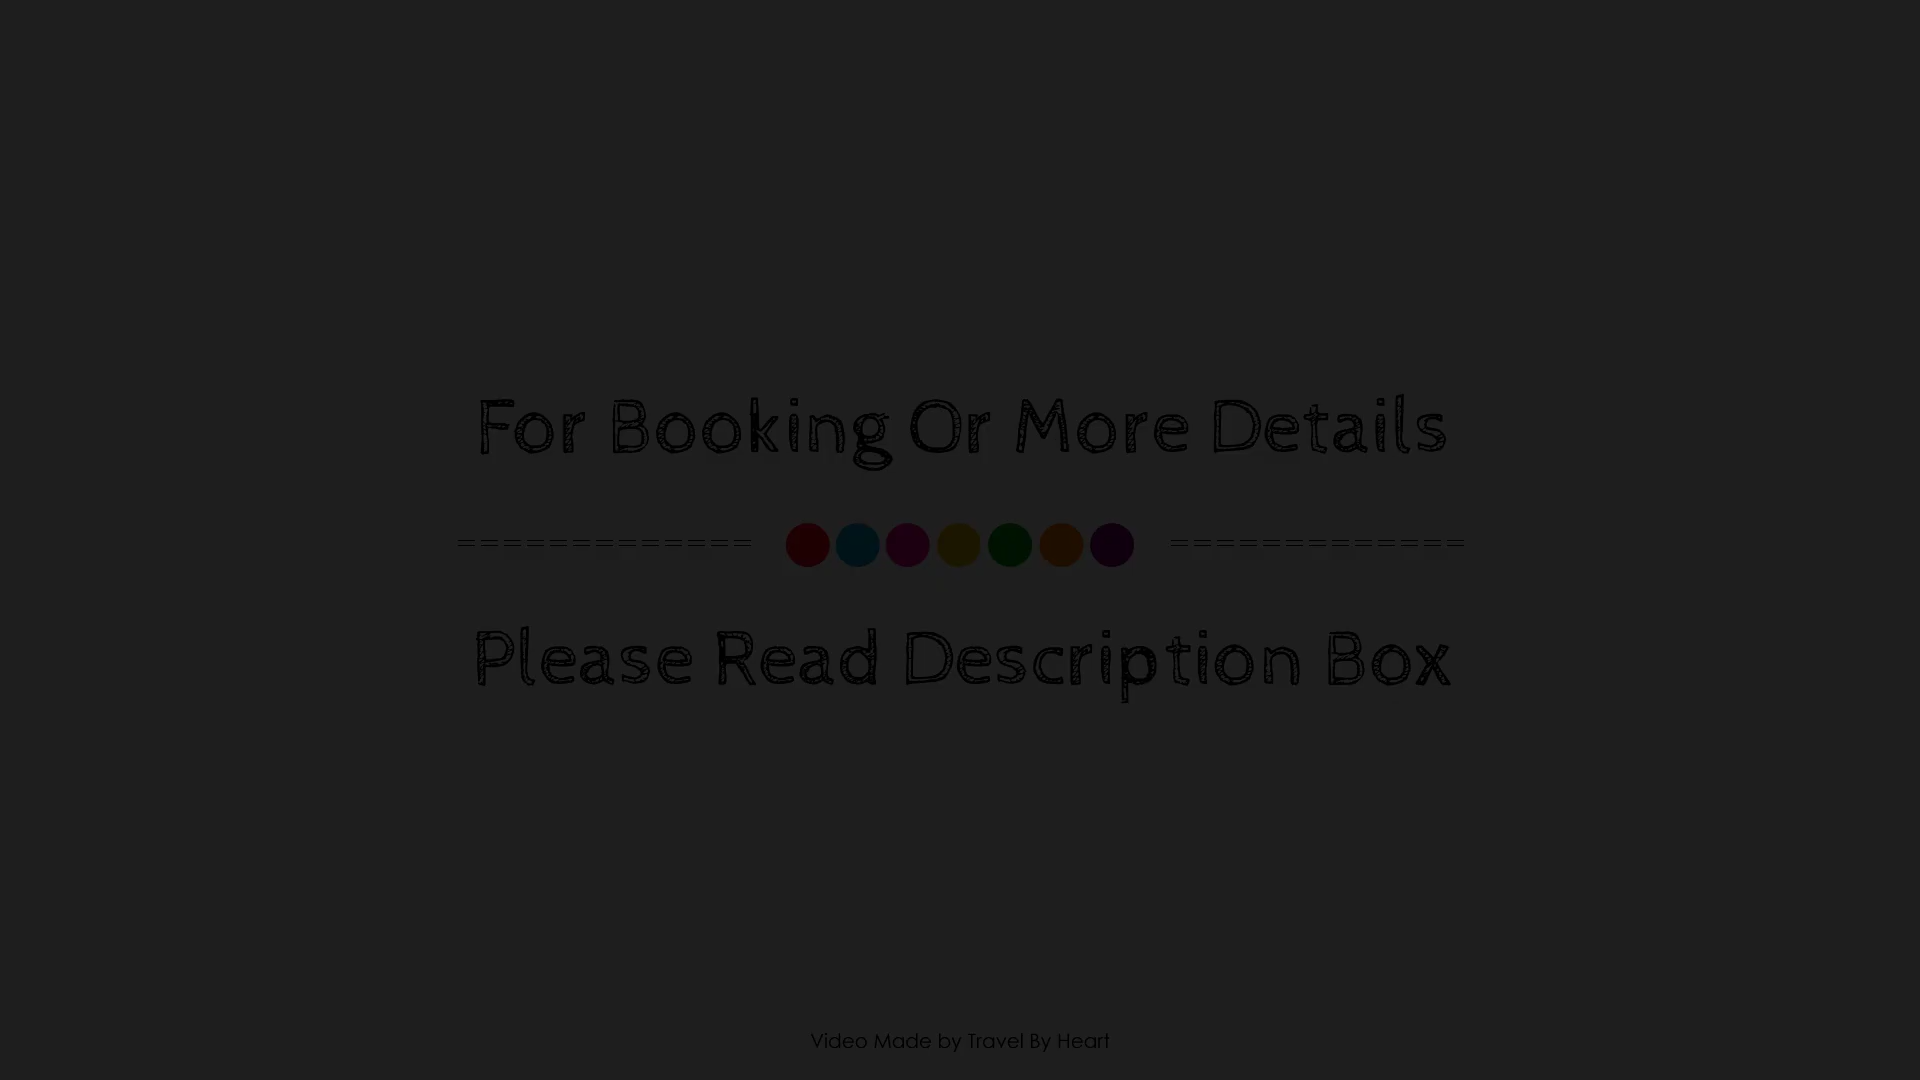 For Booking Or More Details
============= =============
Please Read Description Box
Video Made by Travel By Heart